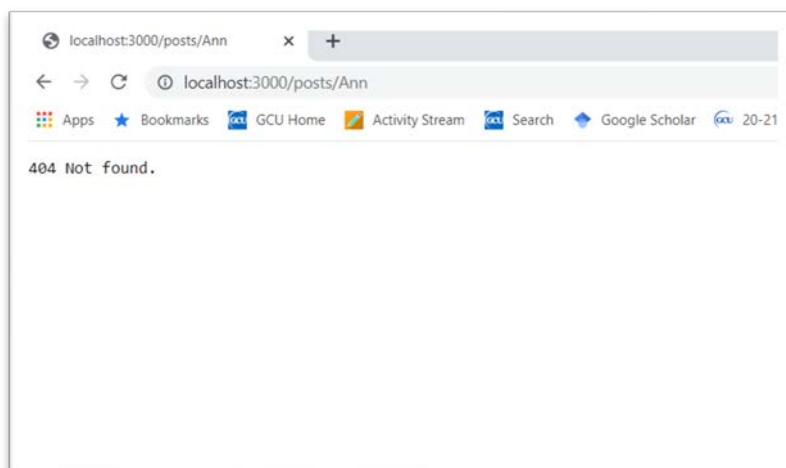 localhost:3000/posts/Ann
localhost:3000/posts/Ann
Apps Bookmarks GCU Home Activity Stream Search Google Scholar 20-21
404 Not found.